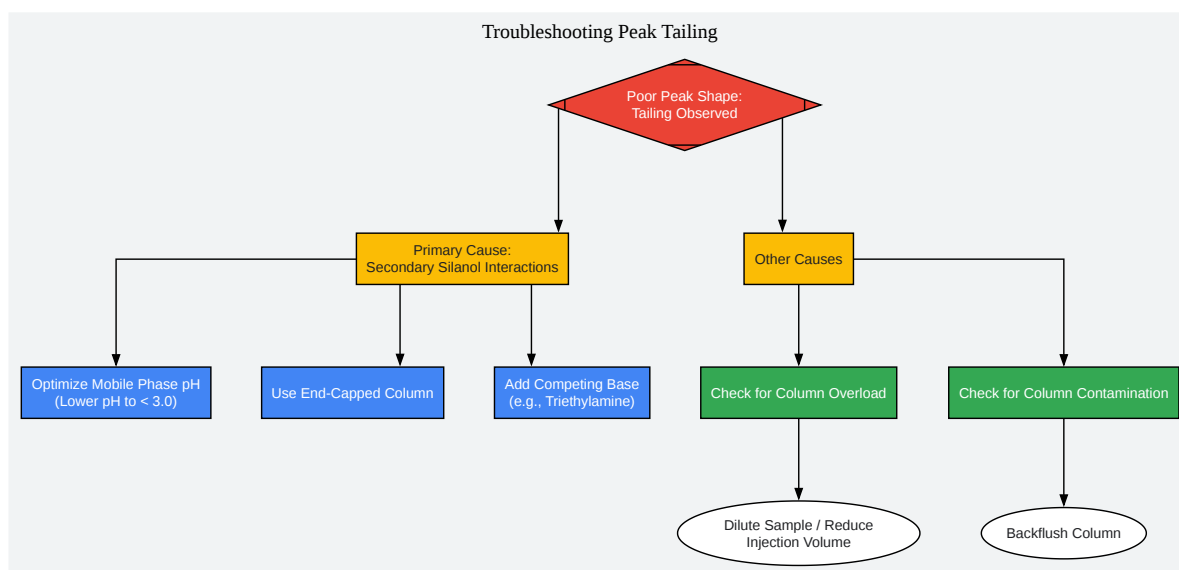 Troubleshooting Peak Tailing
Poor Peak Shape:
Tailing Observed
Primary Cause:
Secondary Silanol Interactions
Other Causes
Optimize Mobile Phase pH
(Lower pH to < 3.0)
Use End-Capped Column
Add Competing Base
(e.g., Triethylamine)
Check for Column Overload
Check for Column Contamination
Dilute Sample / Reduce
Injection Volume
Backflush Column